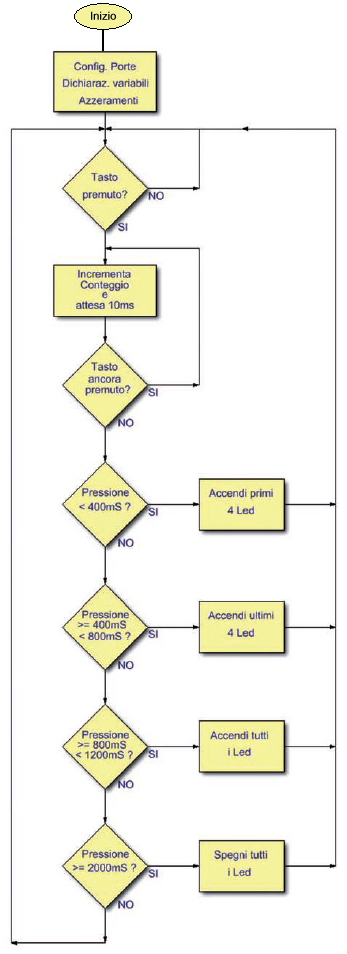 Inizio
Config. Porte
Dichiaraz. variabili
Azzeramenti
Tasto
premuto?
NO
SI
Incrementa
Conteggio
e
attesa 10ms
Tasto
ancora
premuto?
SI
NO
Pressione
< 400mS ?
SI
Accendi primi
4 Led
NO
Pressione
>= 400mS
< 800mS ?
SI
Accendi ultimi
4 Led
NO
Pressione
>= 800mS
< 1200mS ?
SI
Accendi tutti
i Led
NO
Pressione
>= 2000mS ?
SI
Spegni tutti
i Led
NO